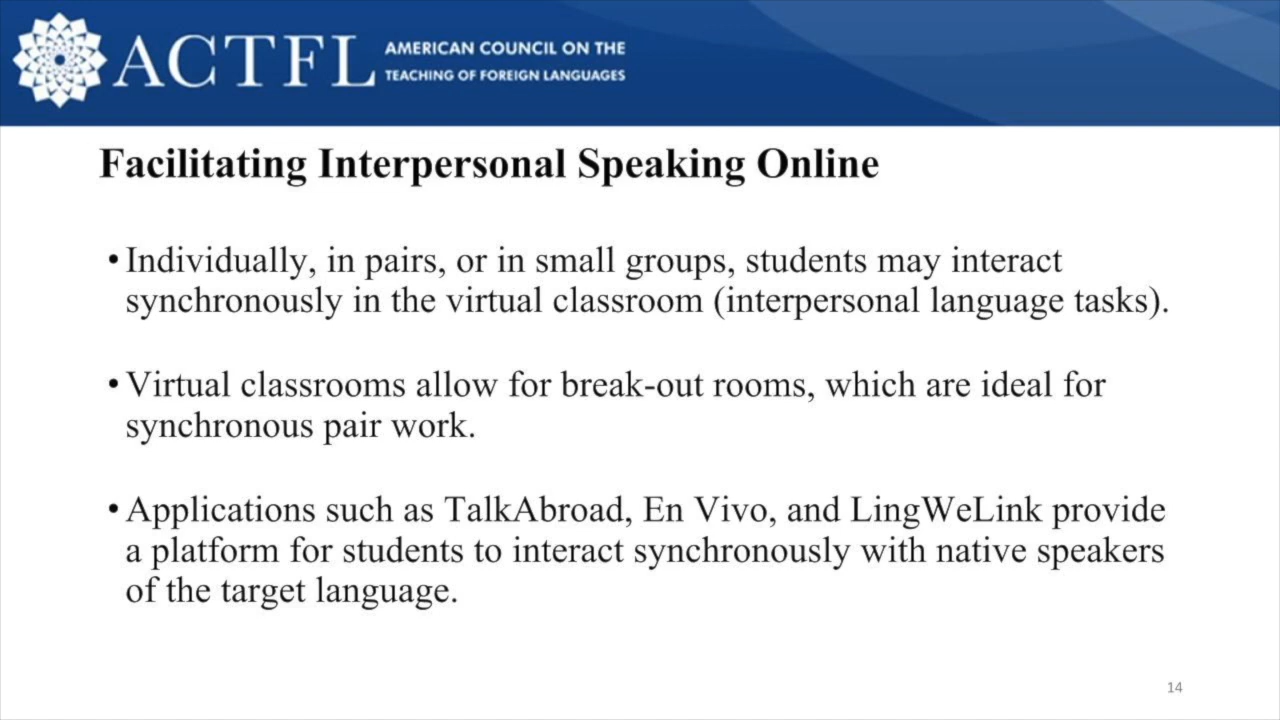 ACTFL
AMERICAN COUNCIL ON THE
TEACHING OF FOREIGN LANGUAGES
Facilitating Interpersonal Speaking Online
•Individually, in pairs, or in small groups, students may interact
synchronously in the virtual classroom (interpersonal language tasks).
•Virtual classrooms allow for break-out rooms, which are ideal for
synchronous pair work.
•Applications such as TalkAbroad, En Vivo, and LingWeLink provide
a platform for students to interact synchronously with native speakers
of the target language.
14